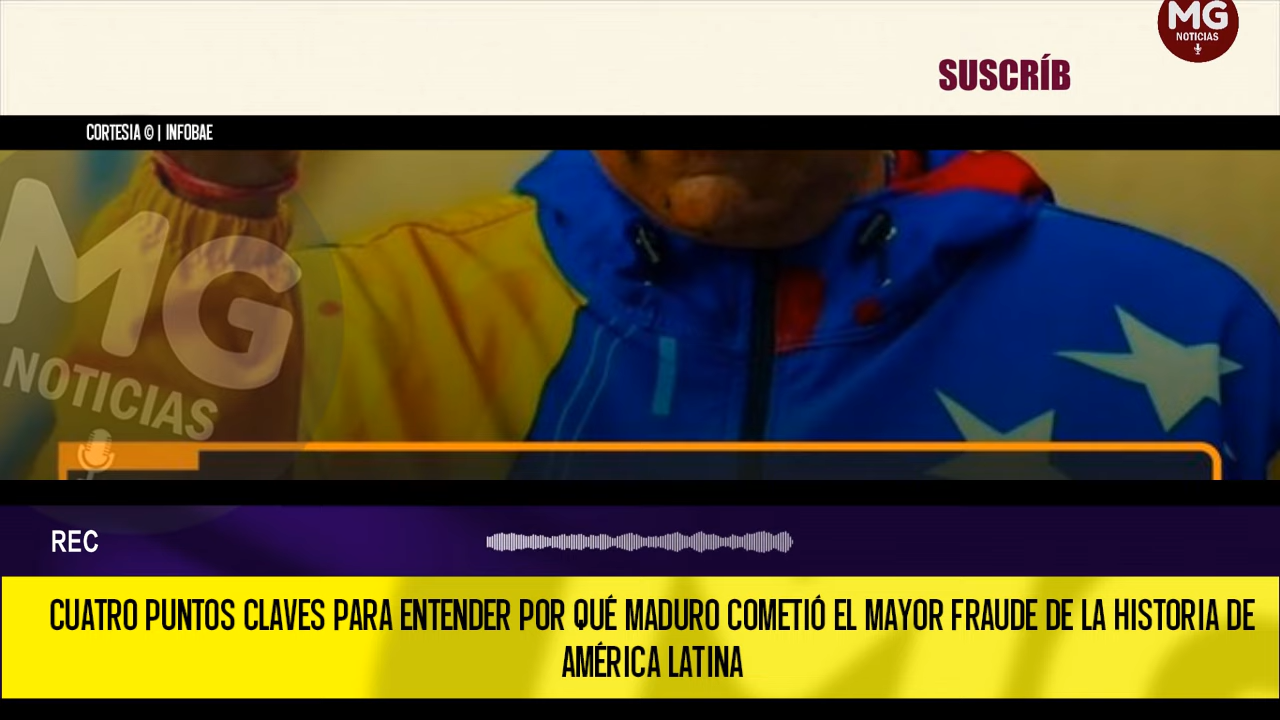 MG
NOTICIAS
SUSCRÍB
CORTESIA © | INFOBAE
MG
NOTICIAS
REC
CUATRO PUNTOS CLAVES PARA ENTENDER POR QUÉ MADURO COMETIÓ EL MAYOR FRAUDE DE LA HISTORIA DE
AMÉRICA LATINA